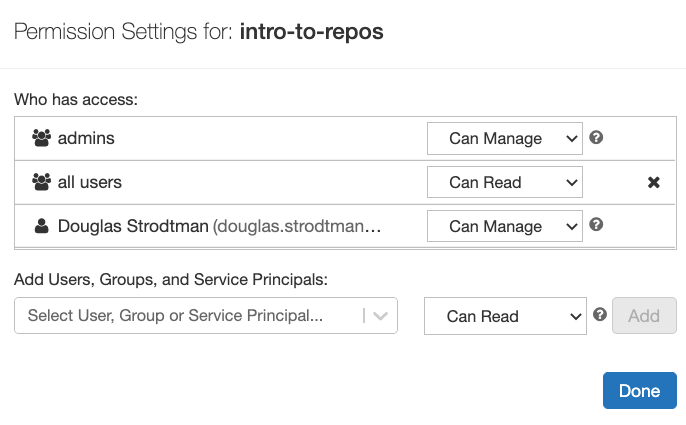 Permission Settings for: intro-to-repos
Who has access:
admins Can Manage ?
all users Can Read ✖
Douglas Strodtman (douglas.strodtman... Can Manage ?
Add Users, Groups, and Service Principals:
Select User, Group or Service Principal... Can Read ? Add
Done